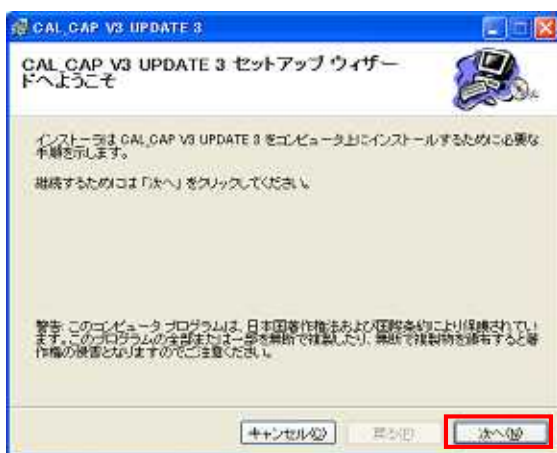 CAL_CAP V3 UPDATE 3
CAL_CAP V3 UPDATE 3 セットアップ ウィザー
ドへようこそ
インストーラは CAL_CAP V3 UPDATE 3 をコンピュータ上にインストールするために必要な
手順を示します。
継続するためには「次へ」をクリックしてください。
警告: このコンピュータ プログラムは、日本国著作権法および国際条約により保護されてい
ます。このプログラムの全部または一部を無断で複製したり、無断で複製物を頒布すると著
作権の侵害となりますのでご注意ください。
キャンセル(C)
戻る(P)
次へ(N)